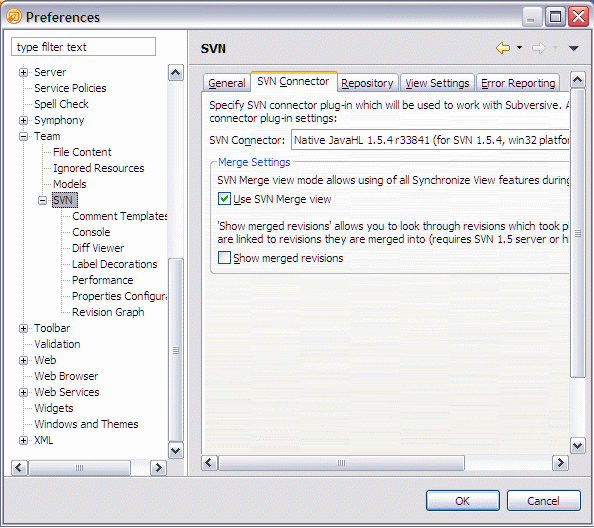 Preferences
type filter text
Server
Service Policies
Spell Check
Symphony
Team
File Content
Ignored Resources
Models
SVN
Comment Templates
Console
Diff Viewer
Label Decorations
Performance
Properties Configura
Revision Graph
Toolbar
Validation
Web
Web Browser
Web Services
Widgets
Windows and Themes
XML
SVN
General SVN Connector Repository View Settings Error Reporting
Specify SVN connector plug-in which will be used to work with Subversive. A
connector plug-in settings:
SVN Connector: Native JavaHL 1.5.4 r33841 (for SVN 1.5.4, win32 platfor
Merge Settings
SVN Merge view mode allows using of all Synchronize View features during
Use SVN Merge view
'Show merged revisions' allows you to look through revisions which took p
are linked to revisions they are merged into (requires SVN 1.5 server or h
Show merged revisions
OK Cancel